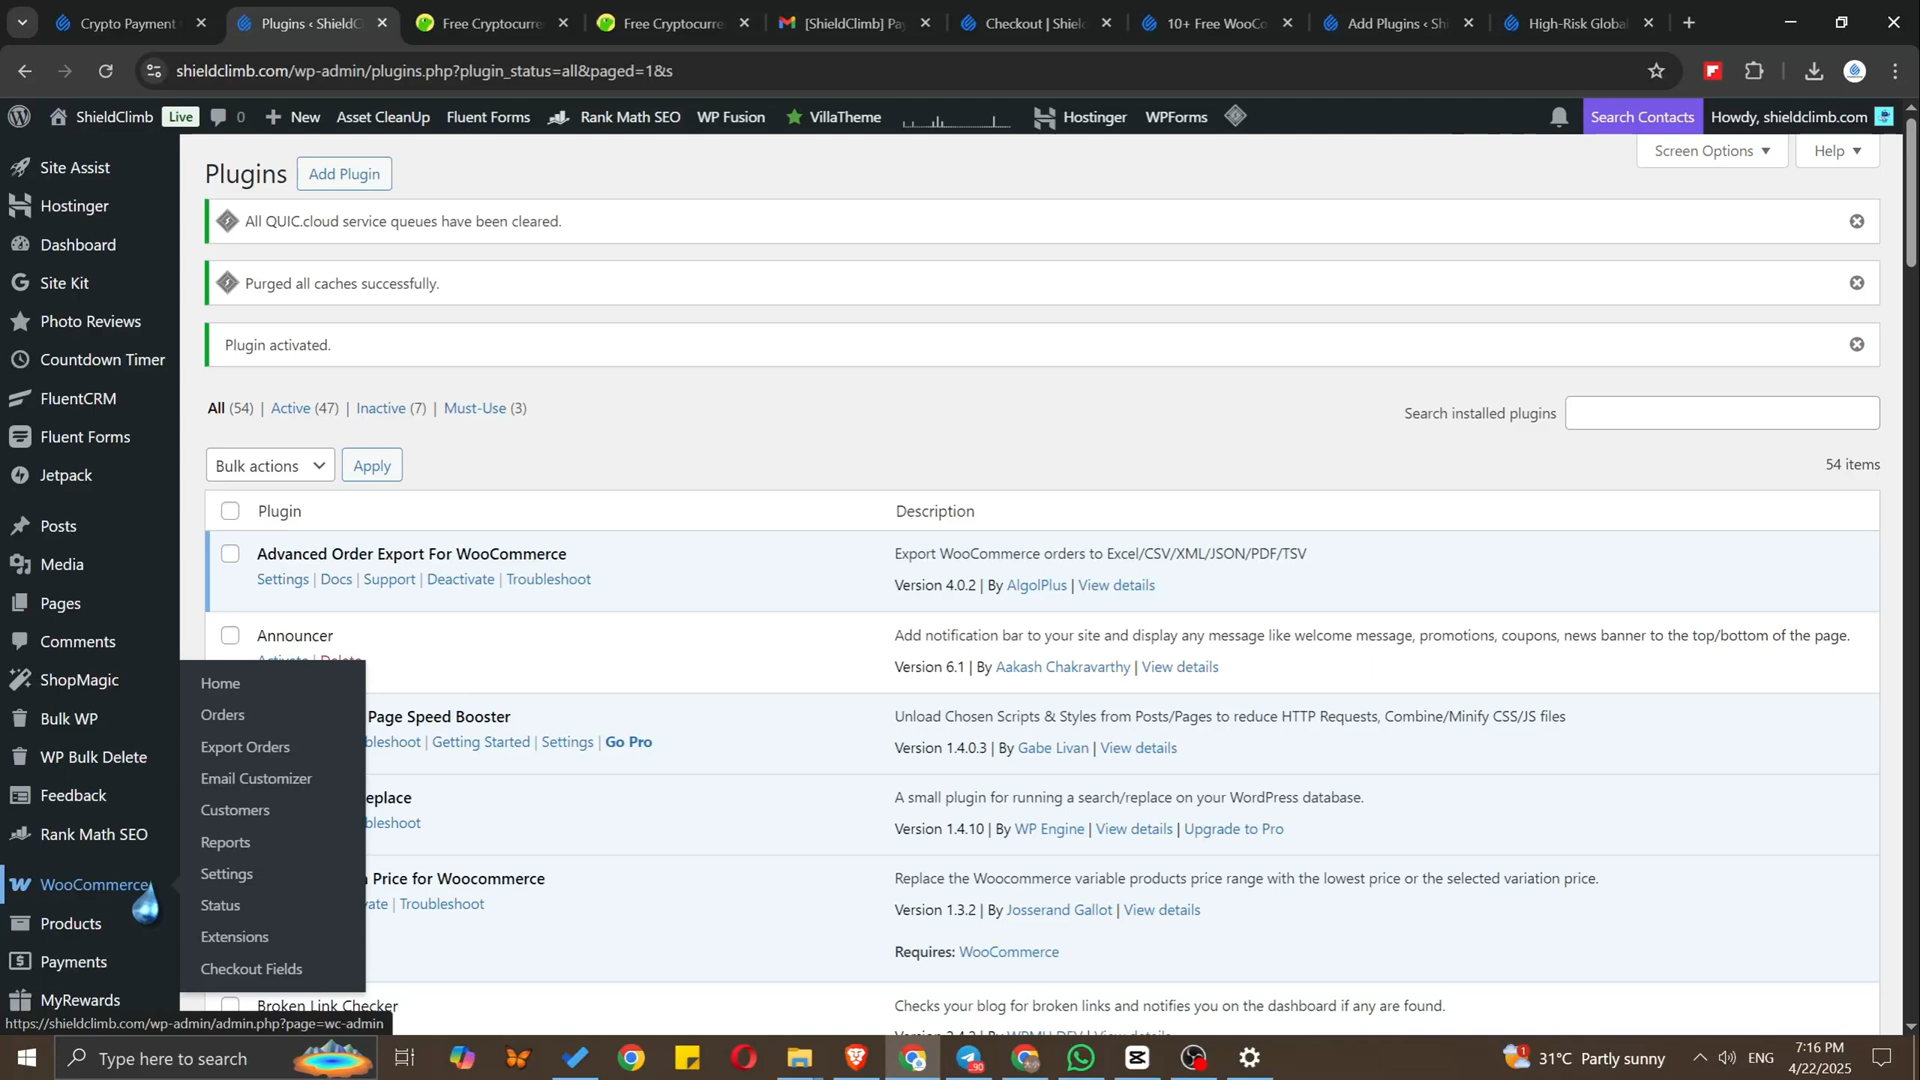 Crypto Payment
Plugins ‹ ShieldC
Free Cryptocurre
Free Cryptocurre
[ShieldClimb] Pay
Checkout | Shield
10+ Free WooCo
Add Plugins ‹ Sh
High-Risk Global
shieldclimb.com/wp-admin/plugins.php?plugin_status=all&paged=1&s
ShieldClimb Live 0 New Asset CleanUp Fluent Forms Rank Math SEO WP Fusion VillaTheme Hostinger WPForms Search Contacts Howdy, shieldclimb.com
Site Assist
Hostinger
Dashboard
Site Kit
Photo Reviews
Countdown Timer
FluentCRM
Fluent Forms
Jetpack
Posts
Media
Pages
Comments
ShopMagic
Bulk WP
WP Bulk Delete
Feedback
Rank Math SEO
WooCommerce
Products
Payments
MyRewards
Home
Orders
Export Orders
Email Customizer
Customers
Reports
Settings
Status
Extensions
Checkout Fields
Screen Options ▼ Help ▼
Plugins Add Plugin
All QUIC.cloud service queues have been cleared.
Purged all caches successfully.
Plugin activated.
All (54) | Active (47) | Inactive (7) | Must-Use (3)
Search installed plugins
Bulk actions Apply
54 items
Plugin Description
Advanced Order Export For WooCommerce
Settings | Docs | Support | Deactivate | Troubleshoot
Export WooCommerce orders to Excel/CSV/XML/JSON/PDF/TSV
Version 4.0.2 | By AlgolPlus | View details
Announcer
Activate | Delete
Add notification bar to your site and display any message like welcome message, promotions, coupons, news banner to the top/bottom of the page.
Version 6.1 | By Aakash Chakravarthy | View details
Page Speed Booster
bleshoot | Getting Started | Settings | Go Pro
Unload Chosen Scripts & Styles from Posts/Pages to reduce HTTP Requests, Combine/Minify CSS/JS files
Version 1.4.0.3 | By Gabe Livan | View details
eplace
bleshoot
A small plugin for running a search/replace on your WordPress database.
Version 1.4.10 | By WP Engine | View details | Upgrade to Pro
n Price for Woocommerce
ate | Troubleshoot
Replace the Woocommerce variable products price range with the lowest price or the selected variation price.
Version 1.3.2 | By Josserand Gallot | View details
Requires: WooCommerce
Broken Link Checker
Checks your blog for broken links and notifies you on the dashboard if any are found.
Version 2.4.2 | By WPMU DEV | View details
https://shieldclimb.com/wp-admin/admin.php?page=wc-admin
Type here to search
90
1
31°C Partly sunny
ENG
7:16 PM
4/22/2025